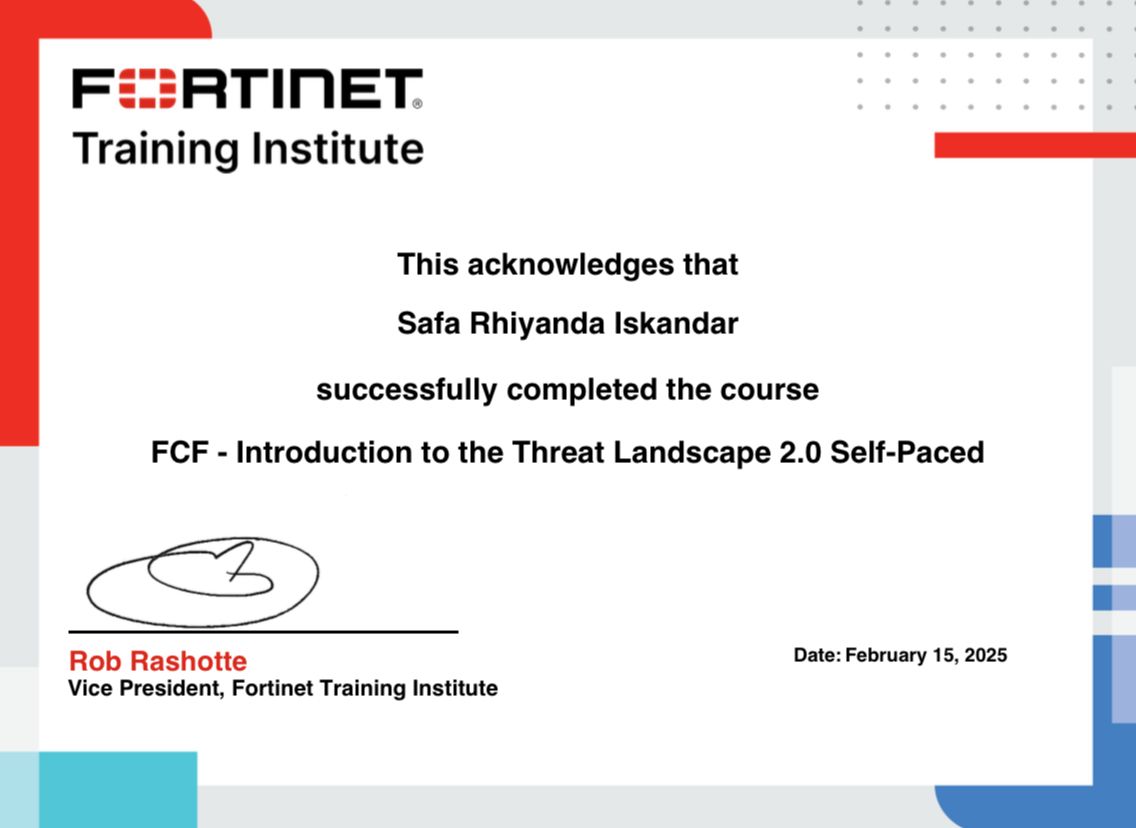 FORTINET®
Training Institute
This acknowledges that
Safa Rhiyanda Iskandar
successfully completed the course
FCF - Introduction to the Threat Landscape 2.0 Self-Paced
Rob Rashotte
Vice President, Fortinet Training Institute
Date: February 15, 2025